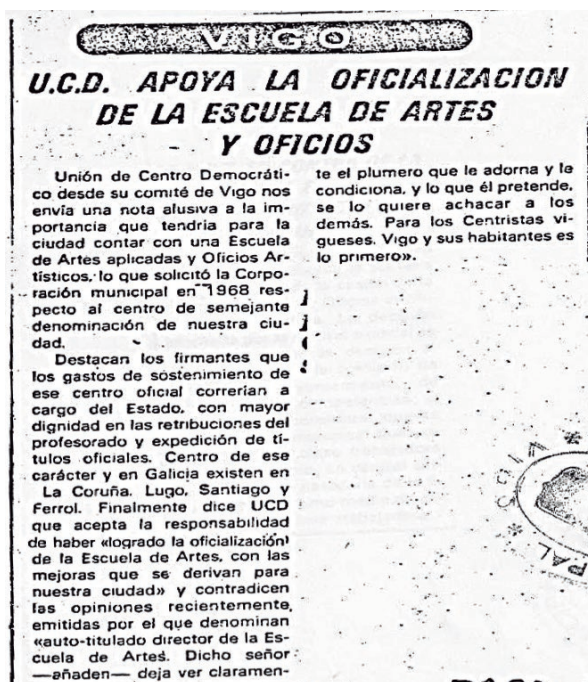 VIGO
U.C.D. APOYA LA OFICIALIZACION
DE LA ESCUELA DE ARTES
Y OFICIOS
Unión de Centro Democráti-
co desde su comité de Vigo nos
envía una nota alusiva a la im-
portancia que tendria para la
ciudad contar con una Escuela
de Artes aplicadas y Oficios Ar-
tísticos, lo que solicitó la Corpo-
ración municipal en 1968 res-
pecto al centro de semejante
denominación de nuestra ciu-
dad.
Destacan los firmantes que
los gastos de sostenimiento de
ese centro oficial correrían a
cargo del Estado, con mayor
dignidad en las retribuciones del
profesorado y expedición de tí-
tulos oficiales. Centro de ese
carácter y en Galicia existen en
La Coruña, Lugo, Santiago y
Ferrol. Finalmente dice UCD
que acepta la responsabilidad
de haber «logrado la oficialización
de la Escuela de Artes, con las
mejoras que se derivan para
nuestra ciudad» y contradicen
las opiniones recientemente,
emitidas por el que denominan
«auto-titulado director de la Es-
cuela de Artes. Dicho señor
—añaden— deja ver claramen-
te el plumero que le adorna y le
condiciona, y lo que él pretende,
se lo quiere achacar a los
demás. Para los Centristas vi-
gueses, Vigo y sus habitantes es
lo primero».